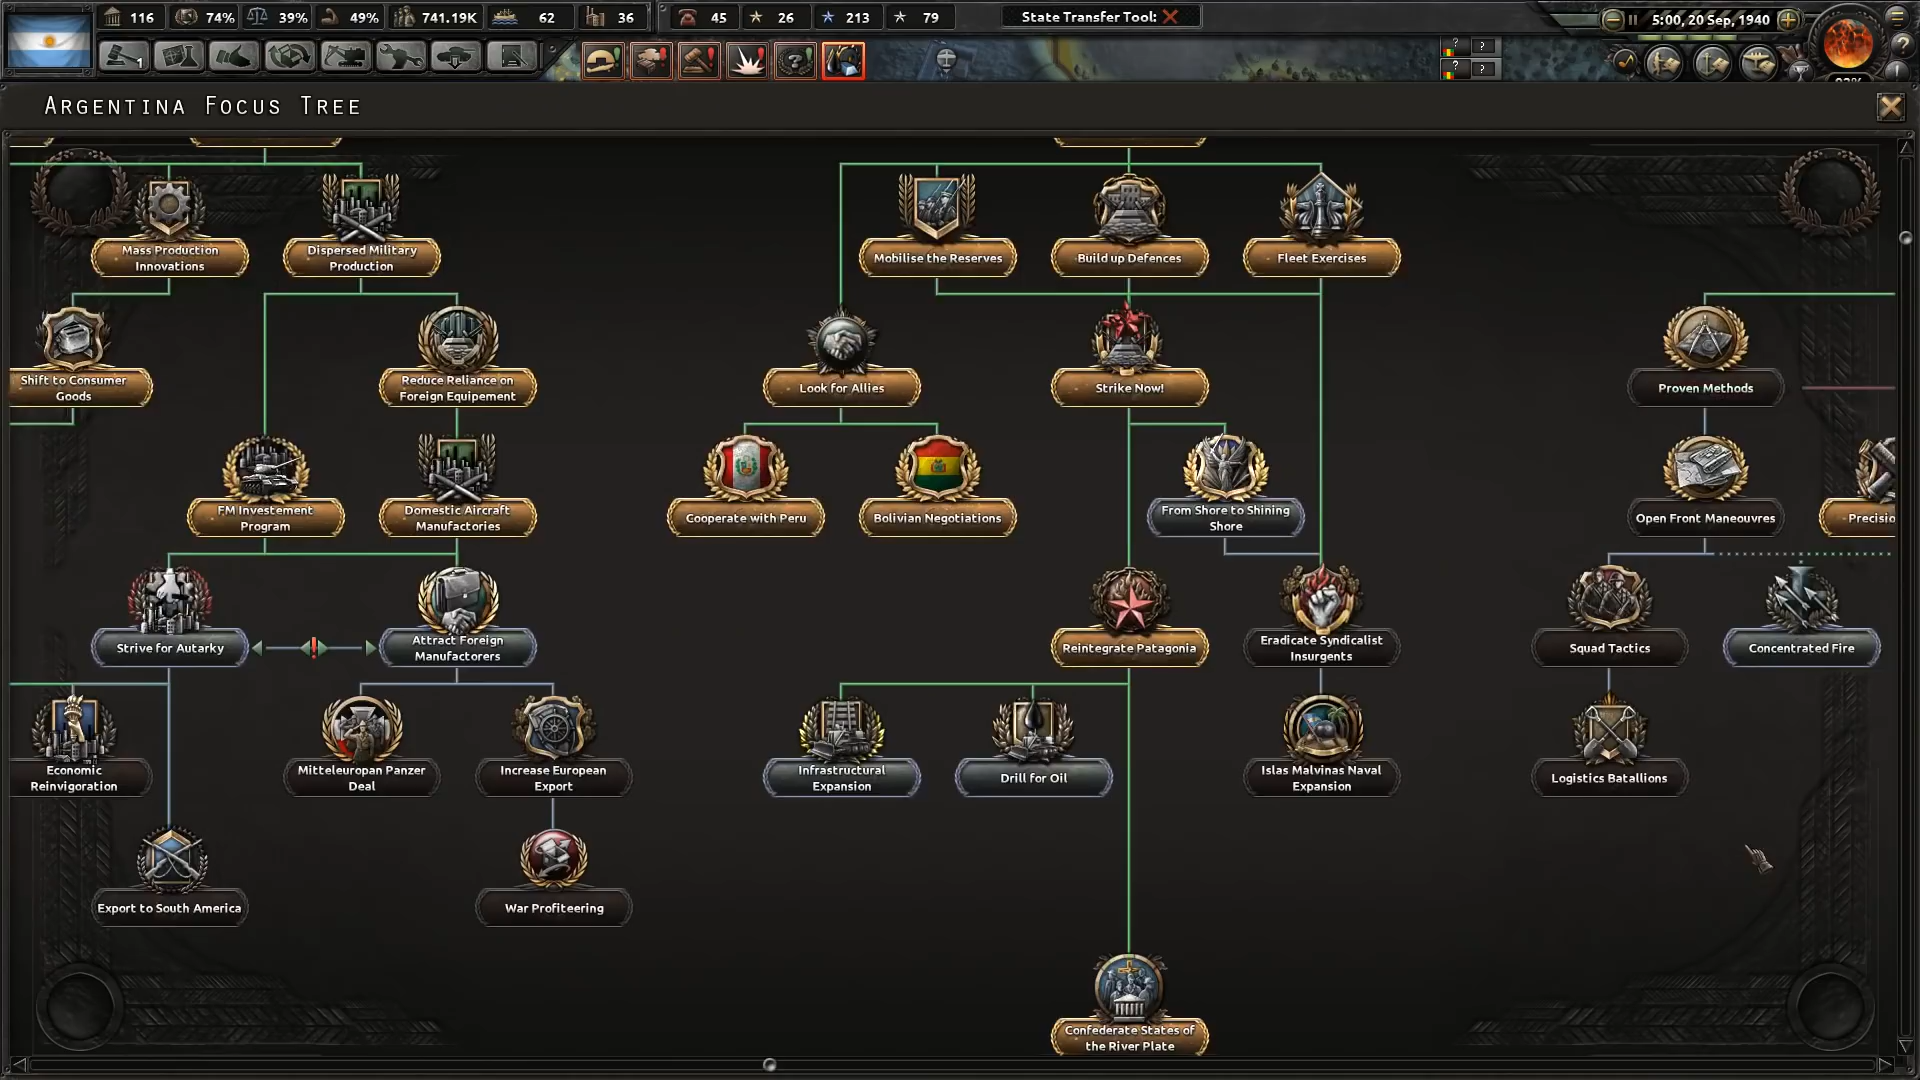 116 74% 39% 49% 741.19K 62 36 45 26 213 79
State Transfer Tool:
5:00, 20 Sep, 1940
1
?
?
?
?
?
Argentina Focus Tree
Mass Production
Innovations
Dispersed Military
Production
Mobilise the Reserves
Build up Defences
Fleet Exercises
Shift to Consumer
Goods
Reduce Reliance on
Foreign Equipement
Look for Allies
Strike Now!
Proven Methods
FM Investement
Program
Domestic Aircraft
Manufactories
Cooperate with Peru
Bolivian Negotiations
From Shore to Shining
Shore
Open Front Maneouvres
Precisio
Strive for Autarky
Attract Foreign
Manufactorers
Reintegrate Patagonia
Eradicate Syndicalist
Insurgents
Squad Tactics
Concentrated Fire
Economic
Reinvigoration
Mitteleuropan Panzer
Deal
Increase European
Export
Infrastructural
Expansion
Drill for Oil
Islas Malvinas Naval
Expansion
Logistics Batallions
Export to South America
War Profiteering
Confederate States of
the River Plate